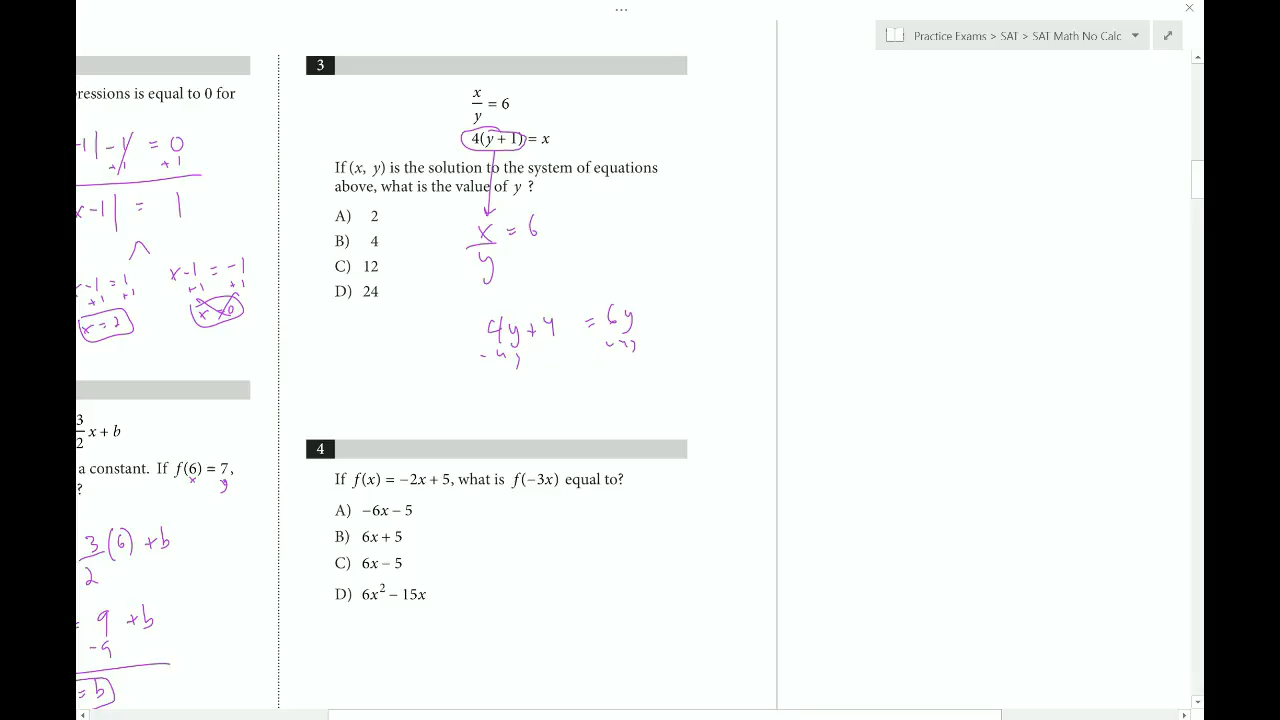 ...
Practice Exams > SAT > SAT Math No Calc
pressions is equal to 0 for
-1| - 1 = 0
+1 +1
x-1| = 1
x-1 = 1
+1 +1
x = 2
x-1 = -1
+1 +1
x = 0
3
2
x + b
a constant. If f(6) = 7,
x y
?
3/2 (6) + b
= 9 + b
-9
= b
3
x/y = 6
4(y + 1) = x
If (x, y) is the solution to the system of equations
above, what is the value of y ?
A) 2
B) 4
C) 12
D) 24
x/y = 6
4y + 4 = 6y
-4y -4y
4
If f(x) = −2x + 5, what is f(−3x) equal to?
A) −6x − 5
B) 6x + 5
C) 6x − 5
D) 6x² − 15x